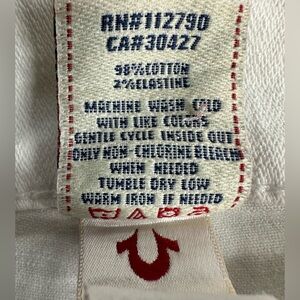 RN#112790
CA#30427
98%COTTON
2%ELASTINE
MACHINE WASH COLD
WITH LIKE COLORS
GENTLE CYCLE INSIDE OUT
ONLY NON-CHLORINE BLEACH
WHEN NEEDED
TUMBLE DRY LOW
WARM IRON IF NEEDED